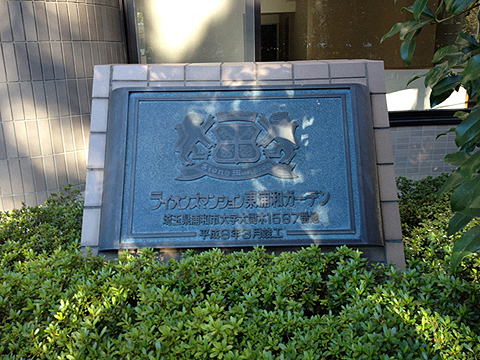 ライオンズマンション東浦和ガーデン
埼玉県浦和市大字大間木1597番地
平成8年3月竣工